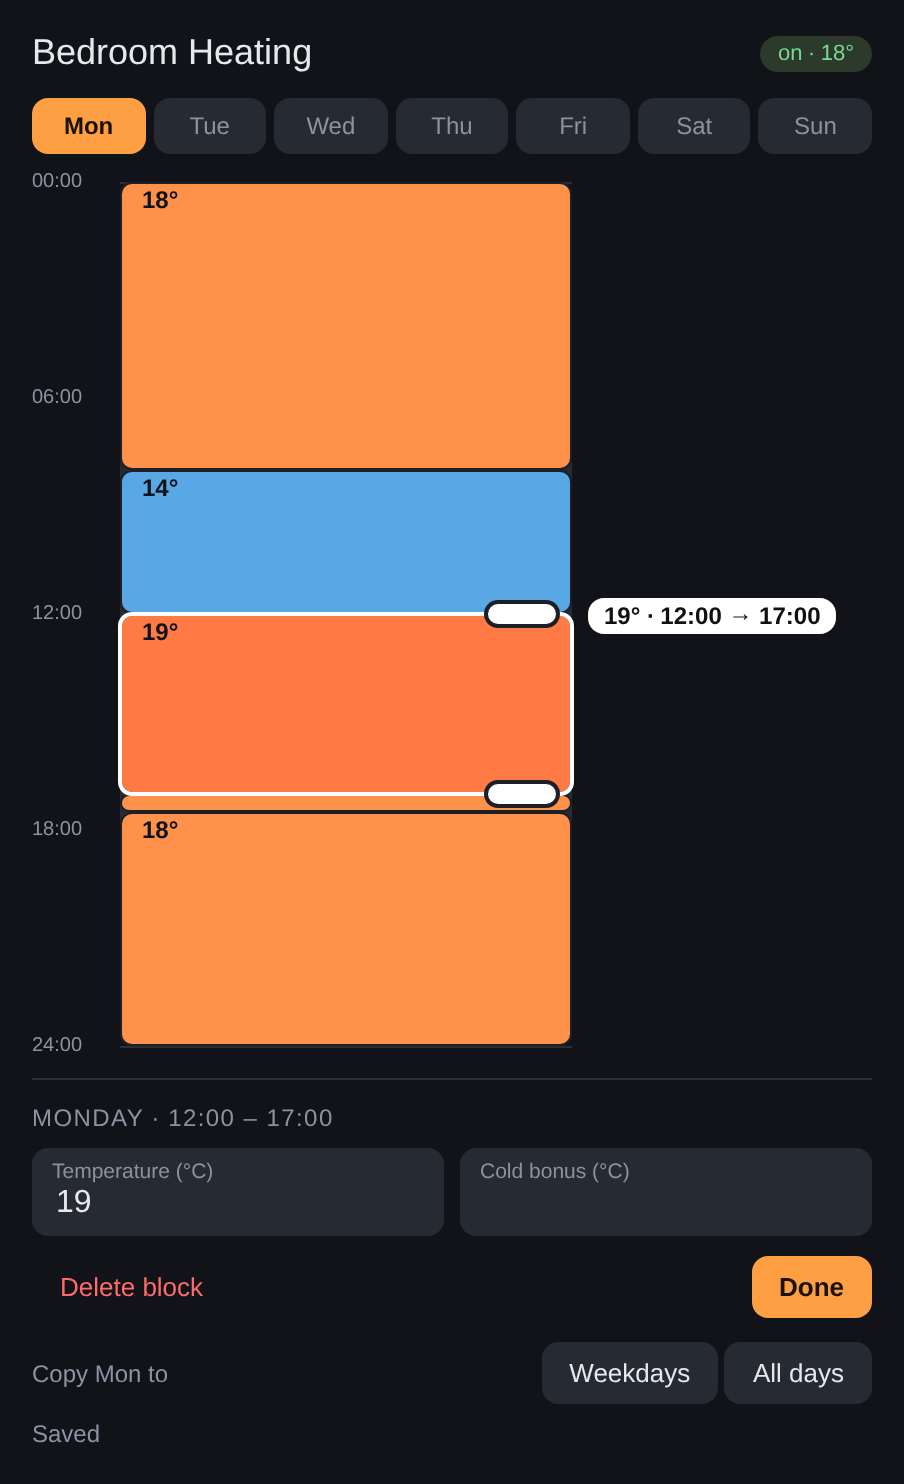 Bedroom Heating
on · 18°
Mon Tue Wed Thu Fri Sat Sun
00:00
18°
06:00
14°
12:00
19° · 12:00 → 17:00
19°
18:00
18°
24:00
MONDAY · 12:00 – 17:00
Temperature (°C)
19
Cold bonus (°C)
Delete block
Done
Copy Mon to
Weekdays
All days
Saved